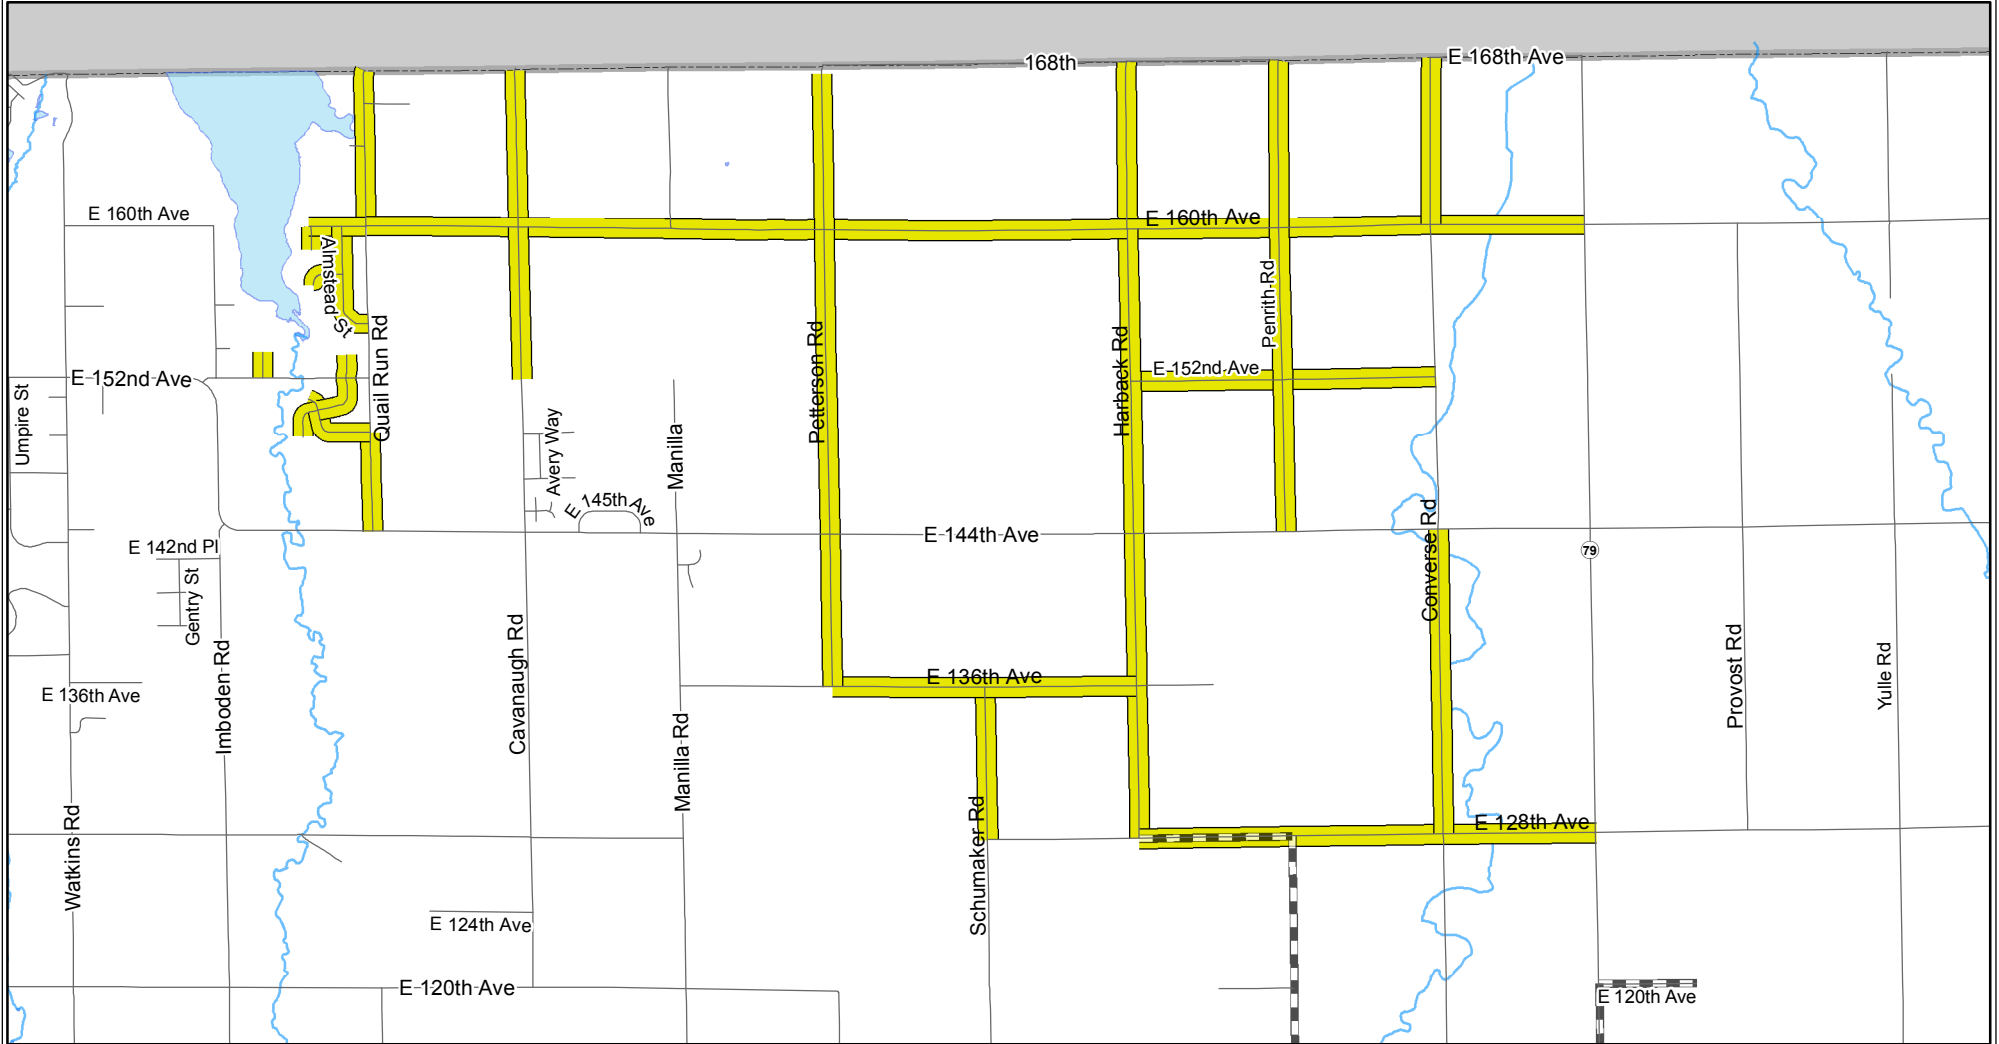 168th
E 168th Ave
E 160th Ave
E 160th Ave
Almstead St
Penrith Rd
Quail Run Rd
Petterson Rd
Harback Rd
E 152nd Ave
E 152nd Ave
Umpire St
Avery Way
Manilla
E 145th Ave
E 144th Ave
Converse Rd
E 142nd Pl
79
Gentry St
Imboden Rd
Cavanaugh Rd
Provost Rd
Yulle Rd
E 136th Ave
E 136th Ave
Manilla Rd
Watkins Rd
Schumaker Rd
E 128th Ave
E 124th Ave
E 120th Ave
E 120th Ave